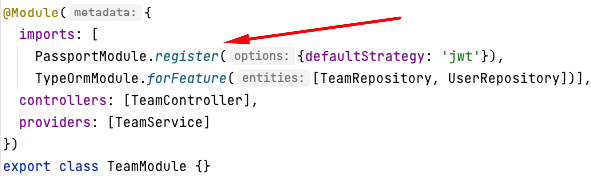 @Module( metadata: {
  imports: [
    PassportModule.register( options: {defaultStrategy: 'jwt'}),
    TypeOrmModule.forFeature( entities: [TeamRepository, UserRepository])],
  controllers: [TeamController],
  providers: [TeamService]
})
export class TeamModule {}